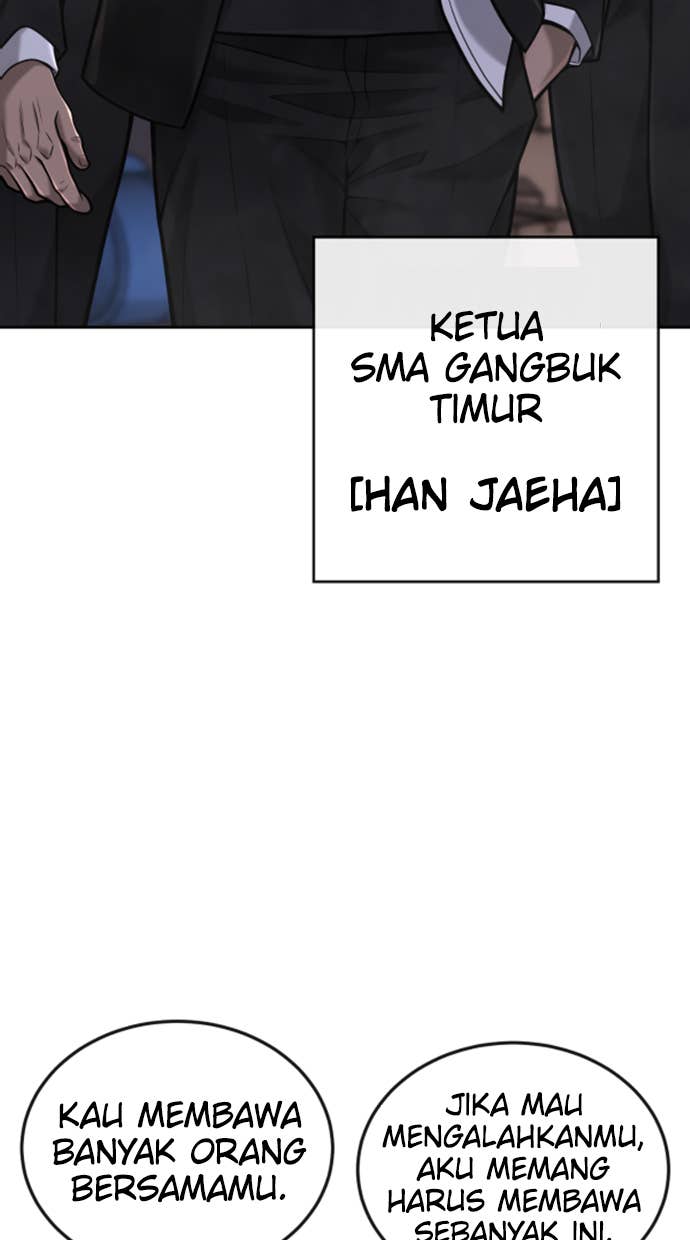 KETUA
SMA GANGBUK
TIMUR
[HAN JAEHA]
KAU MEMBAWA
BANYAK ORANG
BERSAMAMU.
JIKA MAU
MENGALAHKANMU,
AKU MEMANG
HARUS MEMBAWA
SEBANYAK INI.